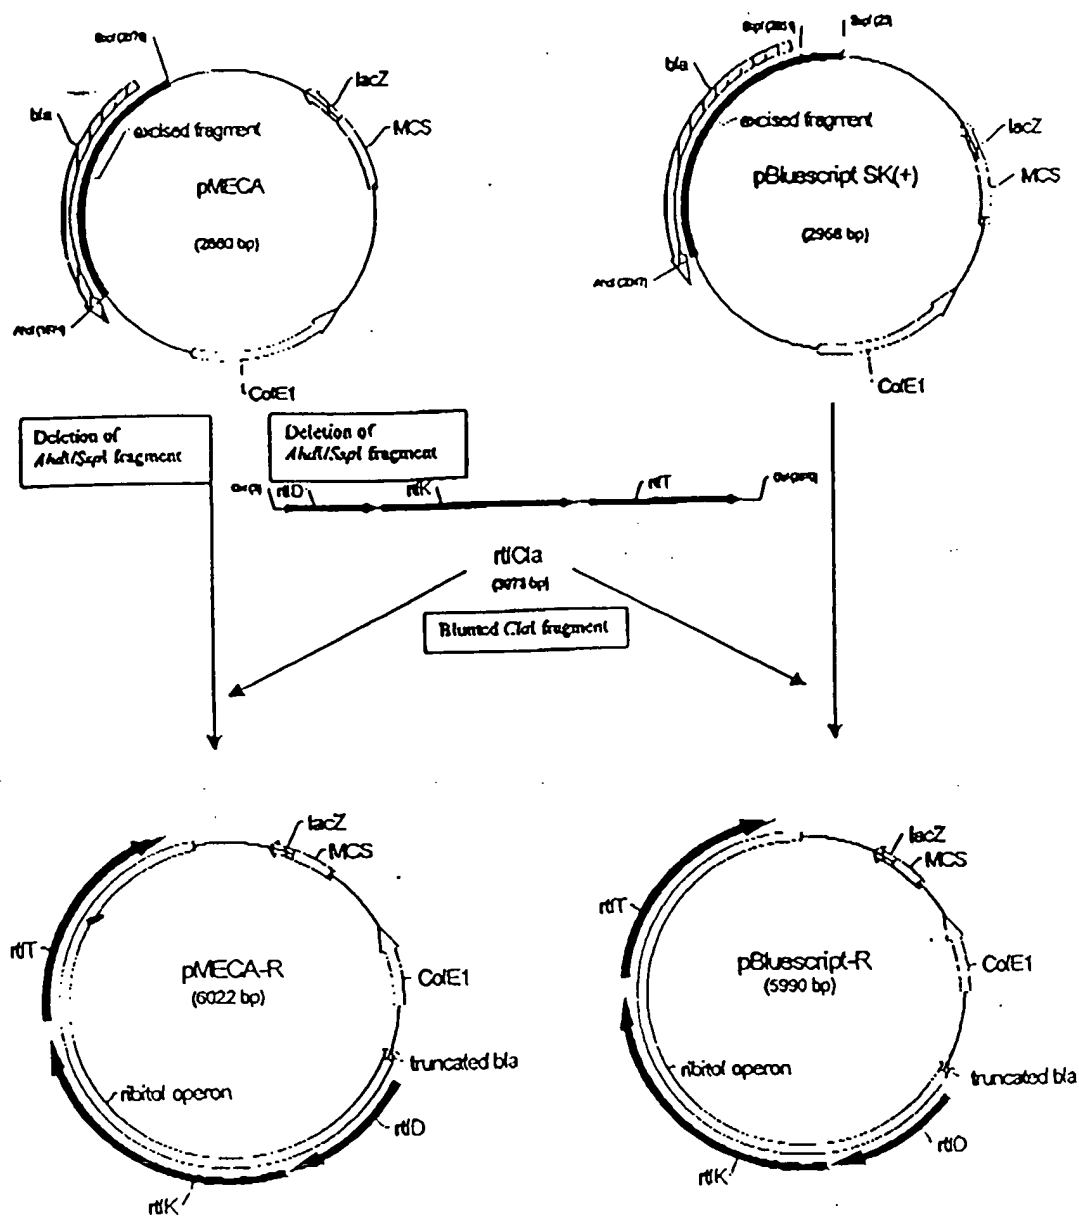 bla
excised fragment
lacZ
MCS
pMECA
ColE1
bla
excised fragment
lacZ
MCS
pBluescript SK(+)
(2958 bp)
ColE1
Deletion of
AhdI/SspI fragment
Deletion of
AhdI/SspI fragment
rtlD
rtlK
rtlT
rtlCla
Blunted ClaI fragment
lacZ
MCS
rtlT
pMECA-R
(6022 bp)
ColE1
truncated bla
ribitol operon
rtlD
rtlK
lacZ
MCS
rtlT
pBluescript-R
(5990 bp)
ColE1
truncated bla
ribitol operon
rtlD
rtlK